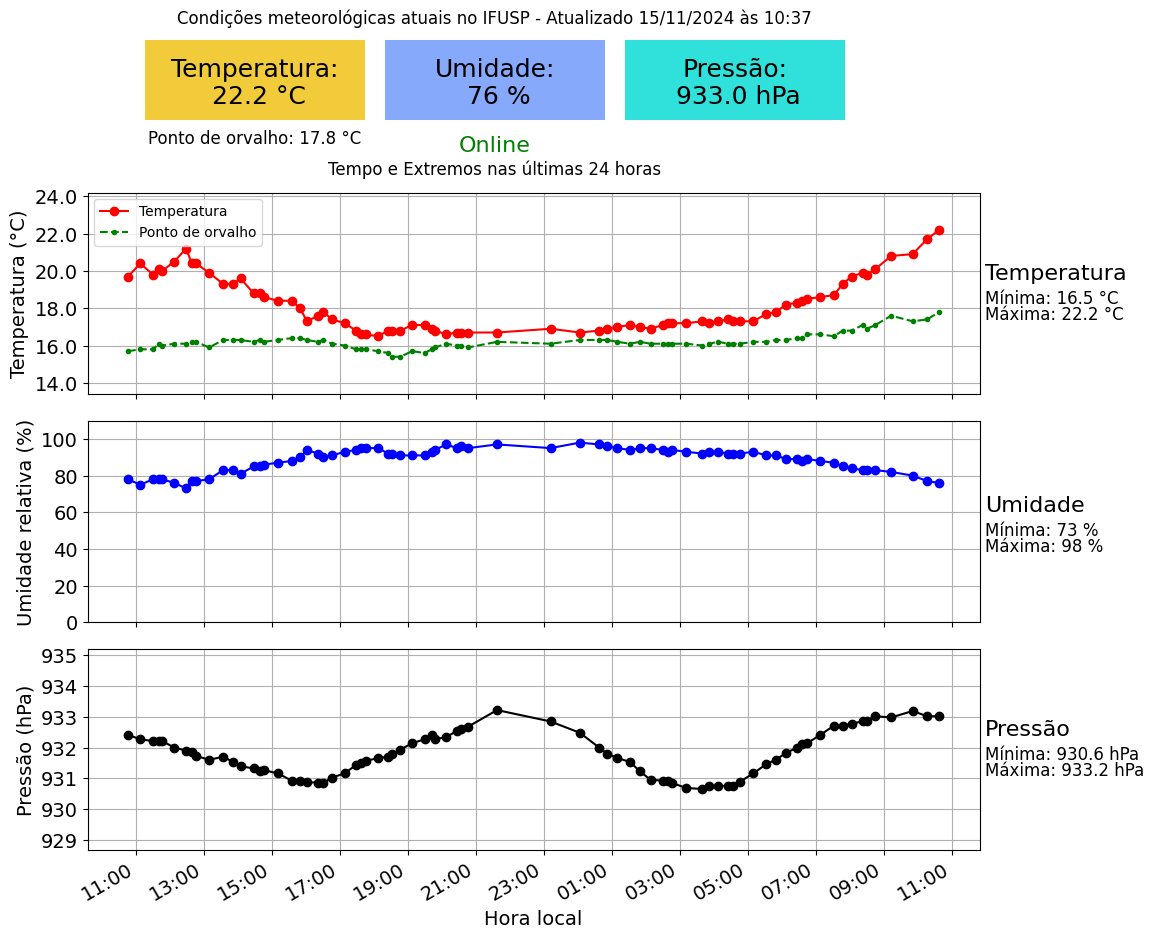 Condições meteorológicas atuais no IFUSP - Atualizado 15/11/2024 às 10:37
Temperatura:
22.2 °C
Umidade:
76 %
Pressão:
933.0 hPa
Ponto de orvalho: 17.8 °C
Online
Tempo e Extremos nas últimas 24 horas
Temperatura (°C)
24.0
22.0
20.0
18.0
16.0
14.0
Temperatura
Ponto de orvalho
Temperatura
Mínima: 16.5 °C
Máxima: 22.2 °C
Umidade relativa (%)
100
80
60
40
20
0
Umidade
Mínima: 73 %
Máxima: 98 %
Pressão (hPa)
935
934
933
932
931
930
929
Pressão
Mínima: 930.6 hPa
Máxima: 933.2 hPa
11:00
13:00
15:00
17:00
19:00
21:00
23:00
01:00
03:00
05:00
07:00
09:00
11:00
Hora local